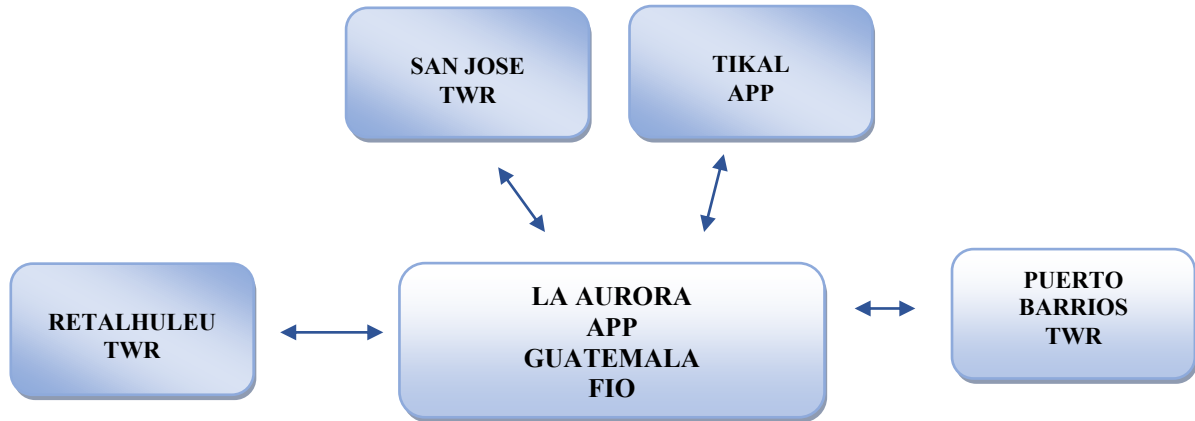 SAN JOSE
TWR
TIKAL
APP
RETALHULEU
TWR
LA AURORA
APP
GUATEMALA
FIO
PUERTO
BARRIOS
TWR